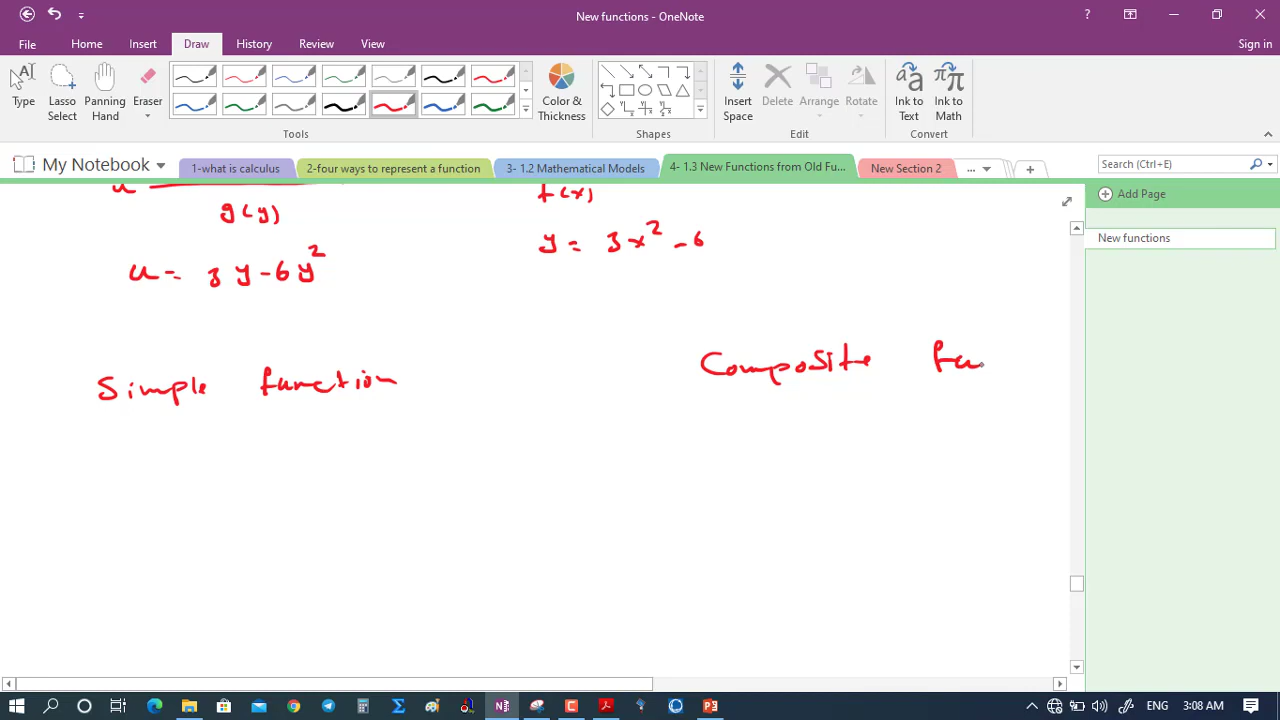 New functions - OneNote
Sign in
File Home Insert Draw History Review View
Type
Lasso Select
Panning Hand
Eraser
Color & Thickness
Insert Space
Delete
Arrange
Rotate
Ink to Text
Ink to Math
Tools
Shapes
Edit
Convert
My Notebook
1-what is calculus
2-four ways to represent a function
3- 1.2 Mathematical Models
4- 1.3 New Functions from Old Fu...
New Section 2
...
Search (Ctrl+E)
Add Page
New functions
u
g(y)
f(x)
u = 3y - 6y²
y = 3x² - 6
Simple function
Composite fu
ENG 3:08 AM